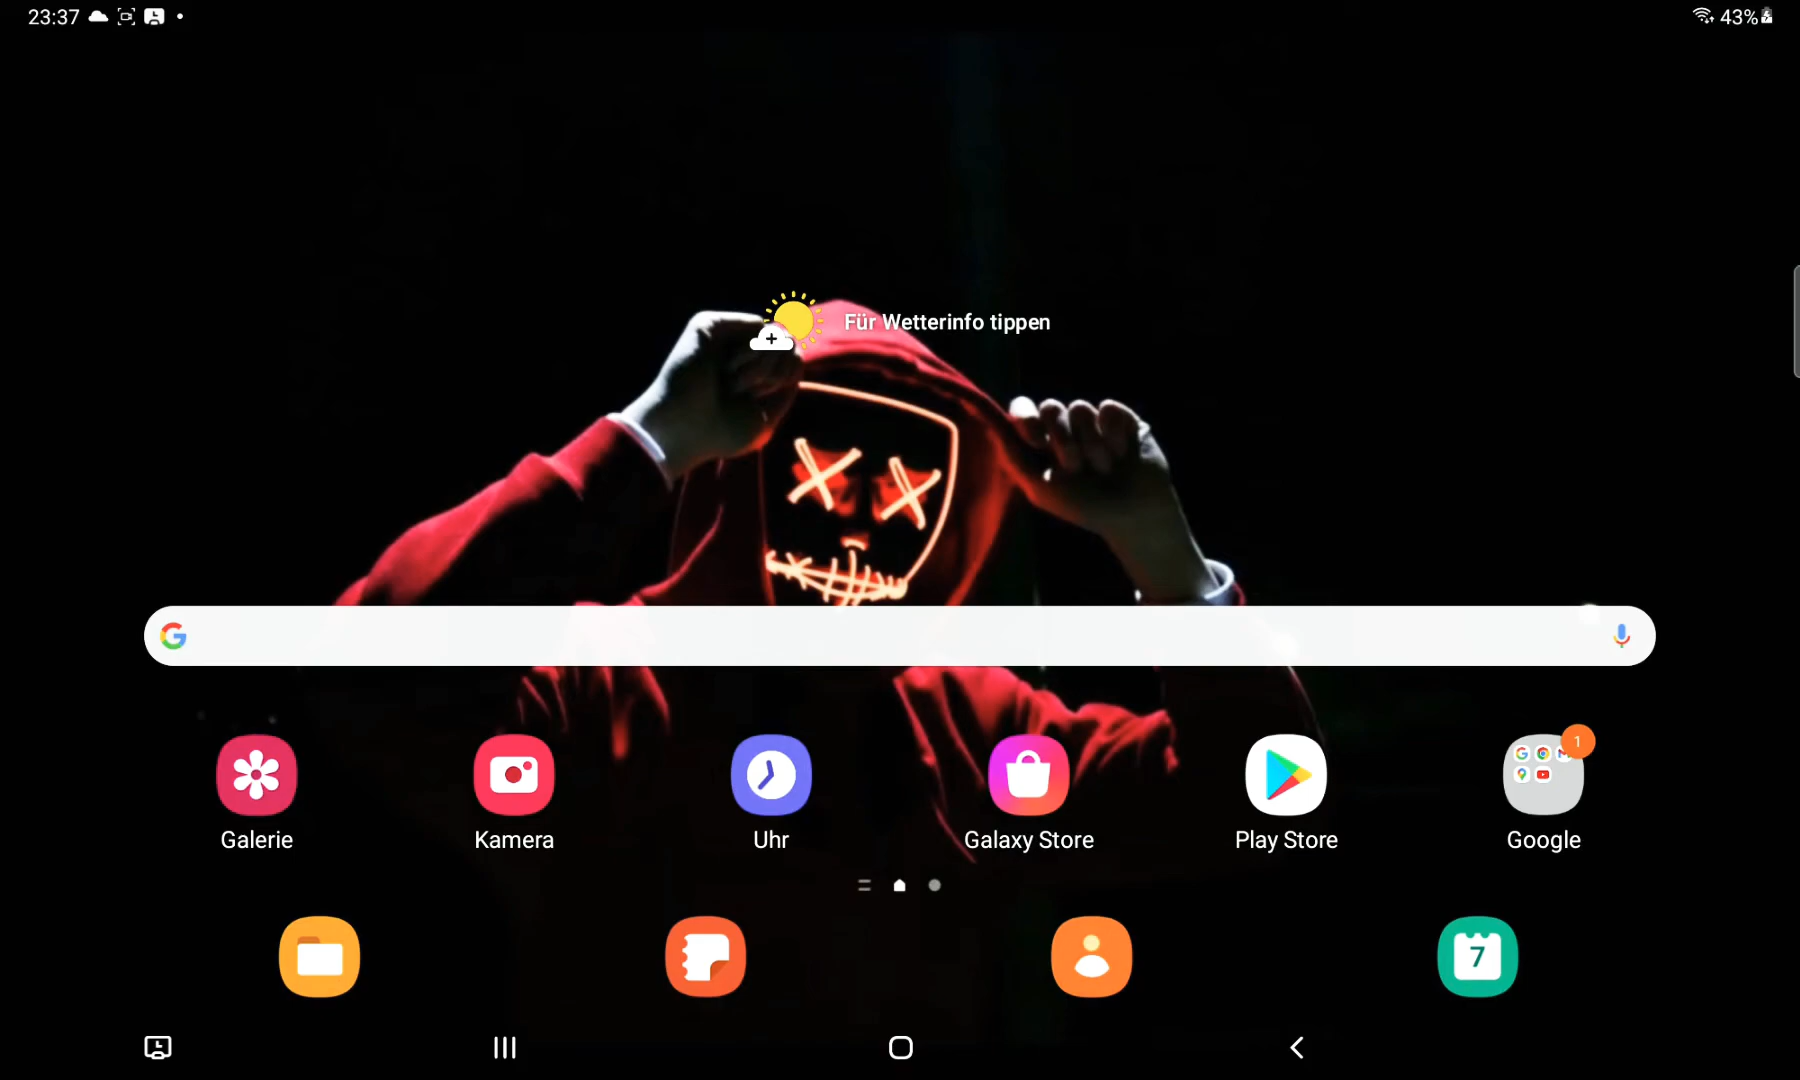 23:37
43%
Für Wetterinfo tippen
1
Galerie
Kamera
Uhr
Galaxy Store
Play Store
Google
7